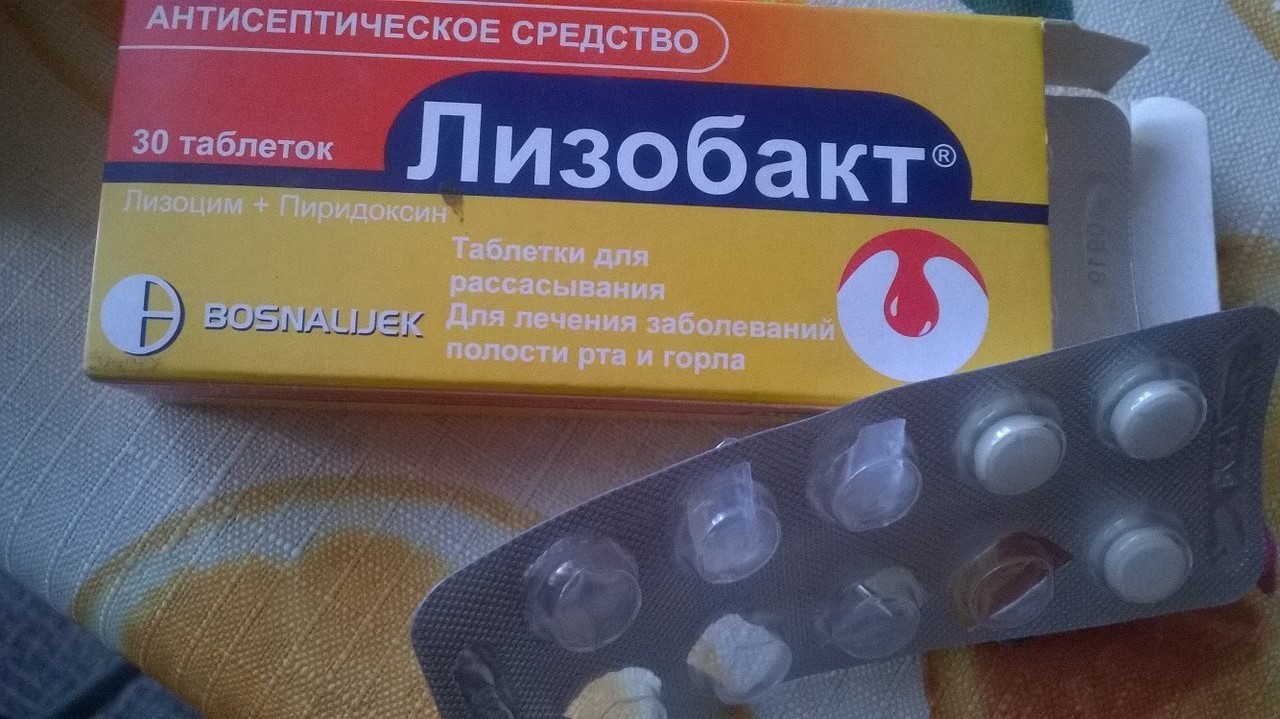 АНТИСЕПТИЧЕСКОЕ СРЕДСТВО
30 таблеток
Лизобакт®
Лизоцим + Пиридоксин
Таблетки для
рассасывания
Для лечения заболеваний
полости рта и горла
BOSNALIJEK